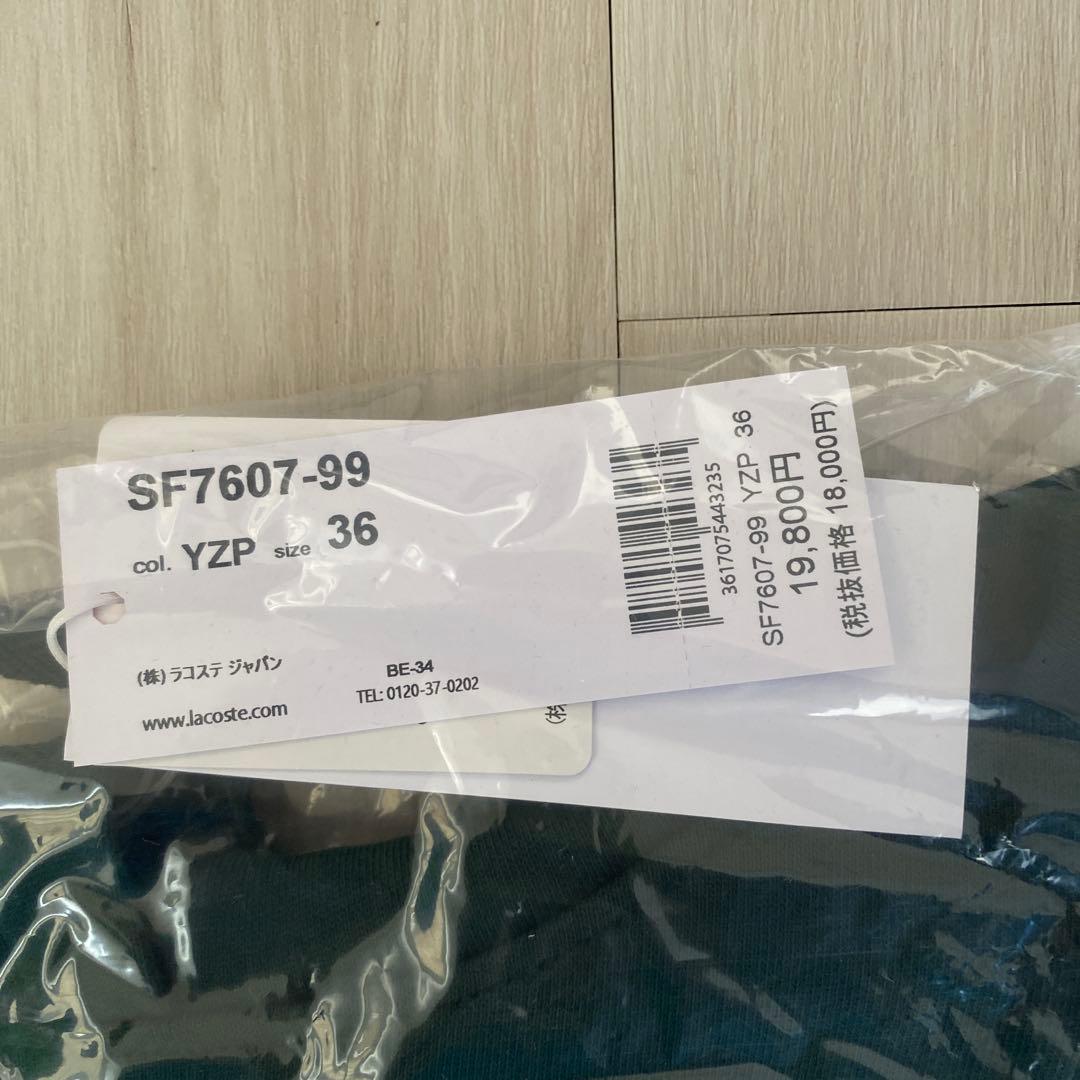 SF7607-99
col. YZP size 36
(株) ラコステ ジャパン
www.lacoste.com
BE-34
TEL: 0120-37-0202
3617075443235
SF7607-99 YZP 36
19,800円
(税抜価格 18,000円)
(株